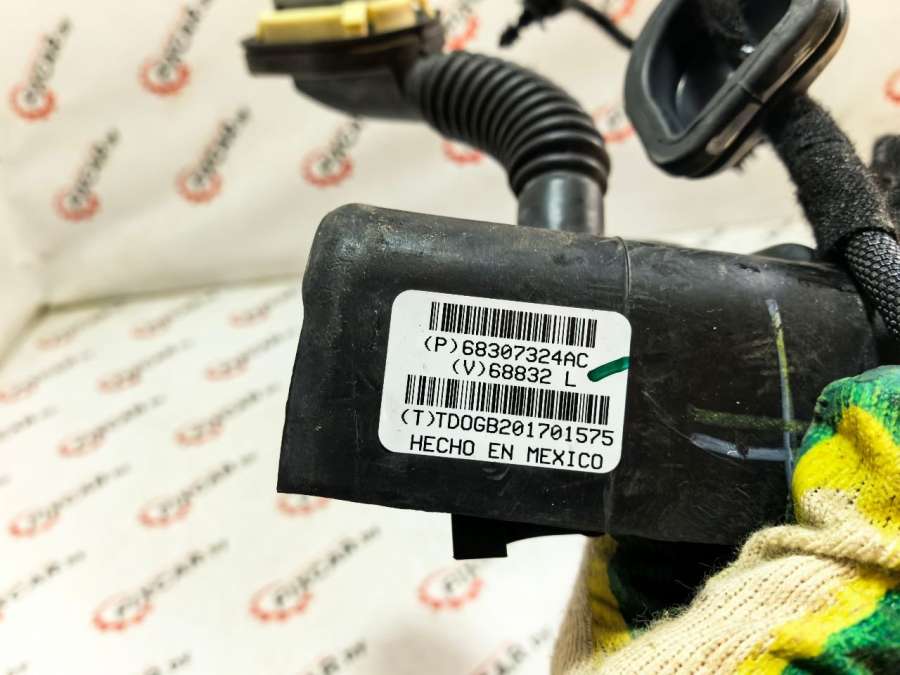 (P)68307324AC
(V)68832 L
(T)TDOGB201701575
HECHO EN MEXICO